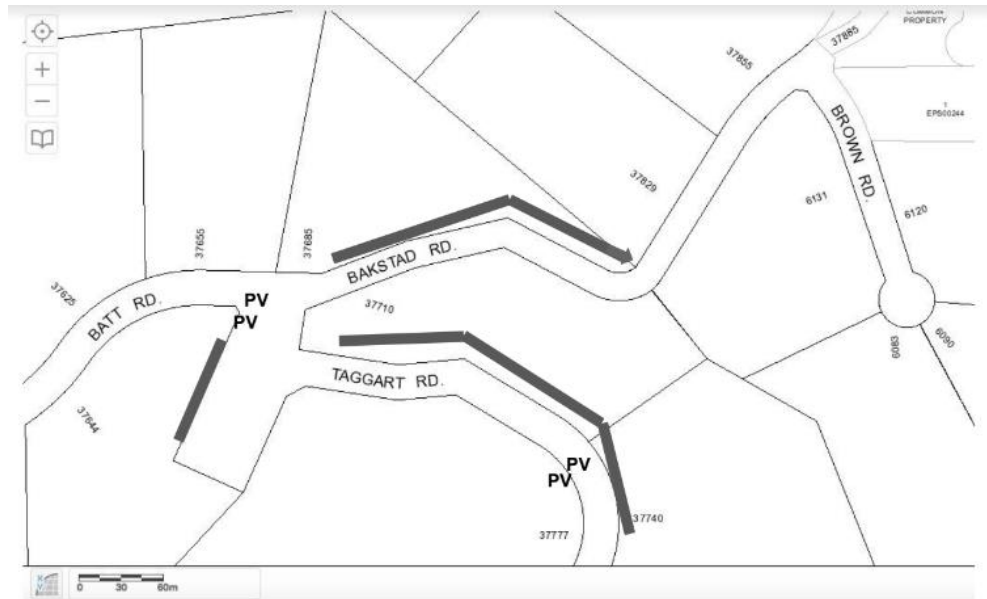 COMMON
PROPERTY
37885
37855
1
EPS00244
BROWN RD.
37829
6131
6120
37655
37685
BAKSTAD RD.
37625
PV
PV
37710
BATT RD.
6083
6090
TAGGART RD.
37644
PV
PV
37740
37777
0 30 60m